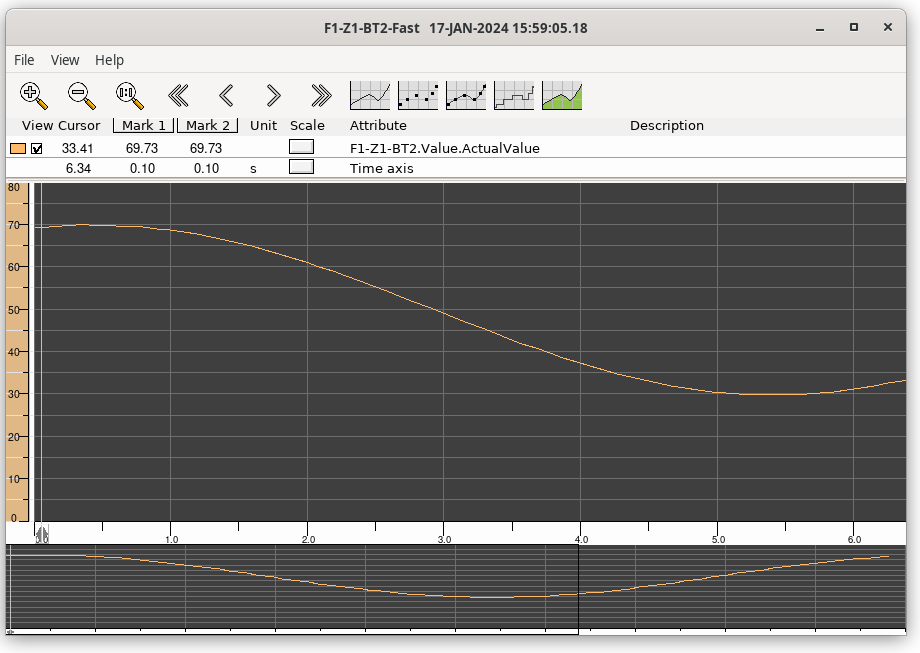 F1-Z1-BT2-Fast 17-JAN-2024 15:59:05.18
File View Help
View Cursor Mark 1 Mark 2 Unit Scale Attribute Description
33.41 69.73 69.73 F1-Z1-BT2.Value.ActualValue
6.34 0.10 0.10 s Time axis
80
70
60
50
40
30
20
10
0
0.0 1.0 2.0 3.0 4.0 5.0 6.0